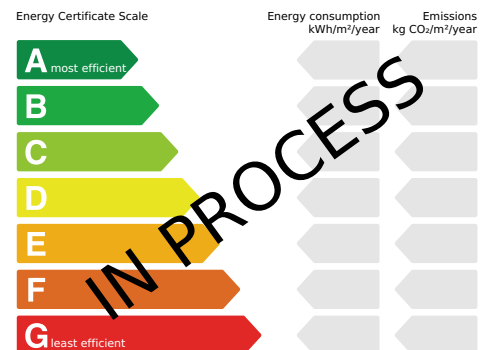 Energy Certificate Scale
Energy consumption
kWh/m²/year
Emissions
kg CO₂/m²/year
A most efficient
B
C
D
E
F
G least efficient
IN PROCESS